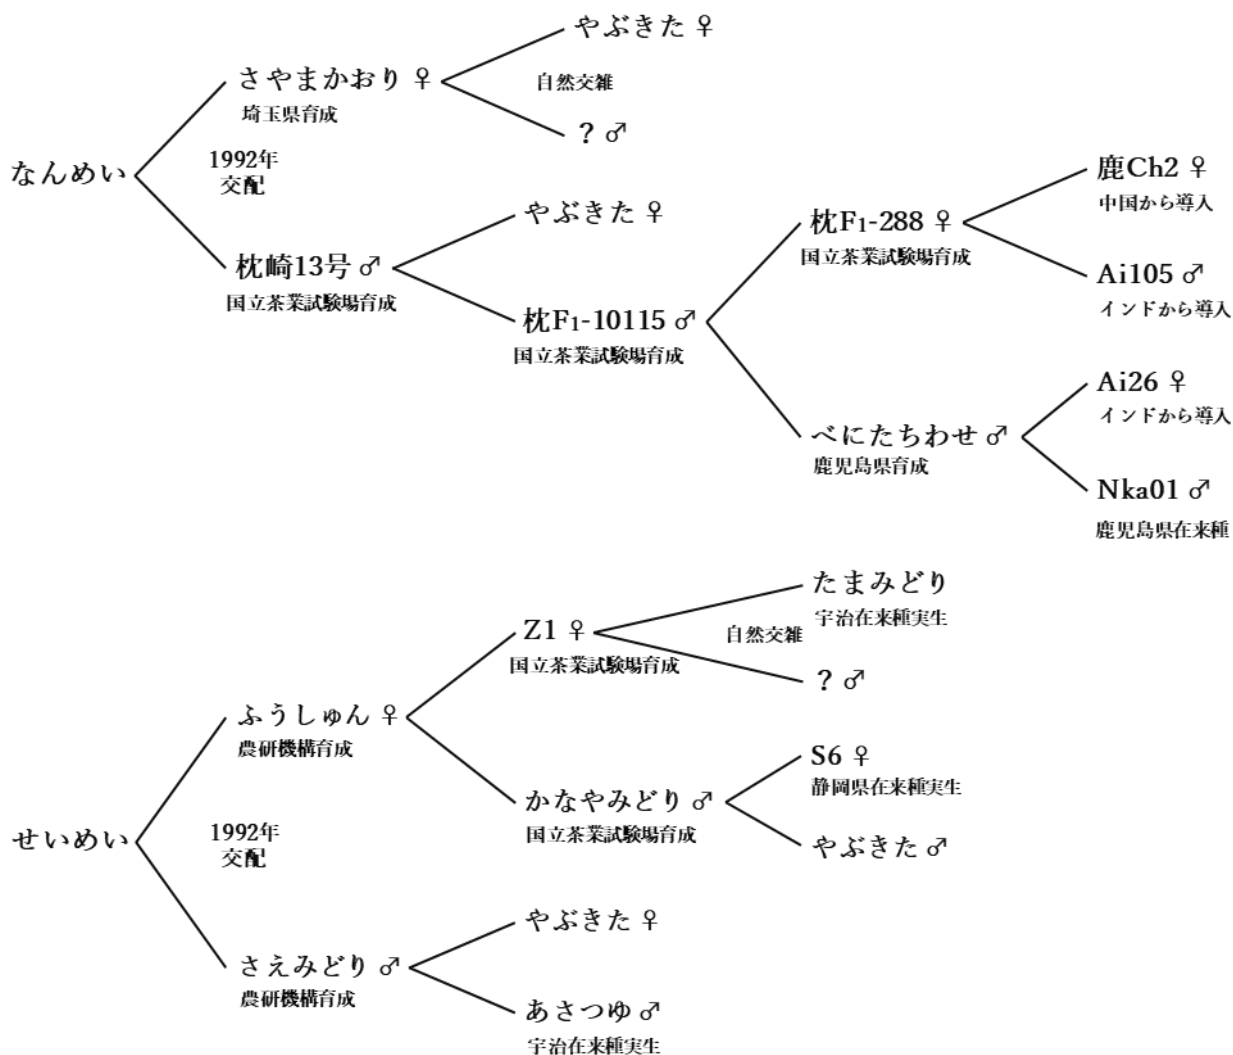 やぶきた ♀
さやまかおり ♀
埼玉県育成
自然交雑
? ♂
なんめい
1992年
交配
枕崎13号 ♂
国立茶業試験場育成
やぶきた ♀
枕F1-10115 ♂
国立茶業試験場育成
枕F1-288 ♀
国立茶業試験場育成
鹿Ch2 ♀
中国から導入
Ai105 ♂
インドから導入
べにたちわせ ♂
鹿児島県育成
Ai26 ♀
インドから導入
Nka01 ♂
鹿児島県在来種
せいめい
1992年
交配
ふうしゅん ♀
農研機構育成
Z1 ♀
国立茶業試験場育成
たまみどり
宇治在来種実生
自然交雑
? ♂
かなやみどり ♂
国立茶業試験場育成
S6 ♀
静岡県在来種実生
やぶきた ♂
さえみどり ♂
農研機構育成
やぶきた ♀
あさつゆ ♂
宇治在来種実生